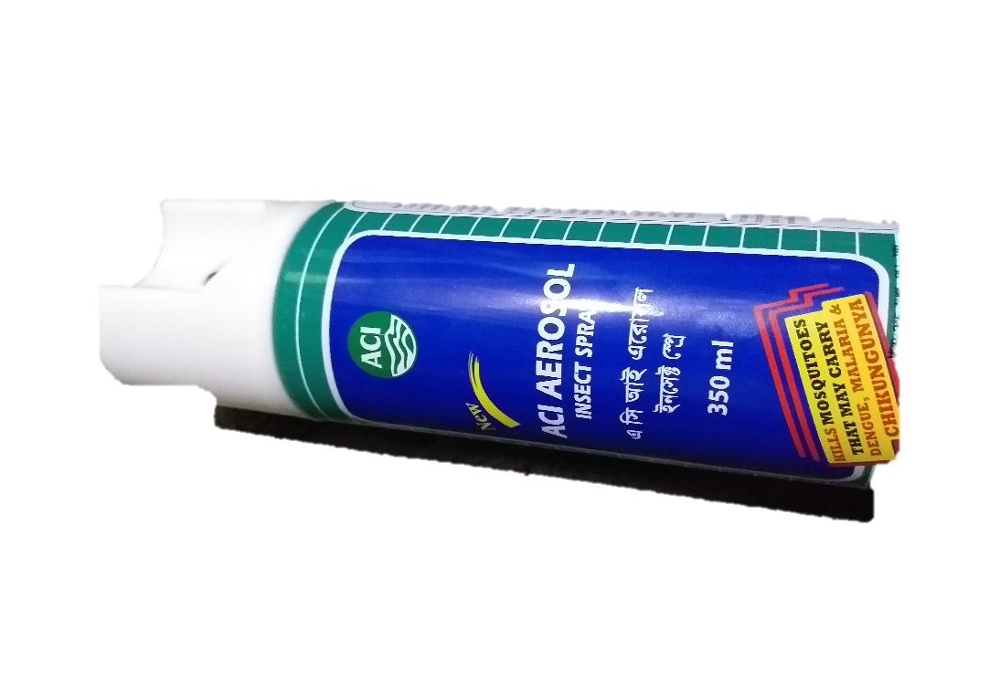 ACI
New
ACI AEROSOL
INSECT SPRAY
এ সি আই এরোসল
ইনসেক্ট স্প্রে
350 ml
KILLS MOSQUITOES
THAT MAY CARRY
DENGUE, MALARIA &
CHIKUNGUNYA